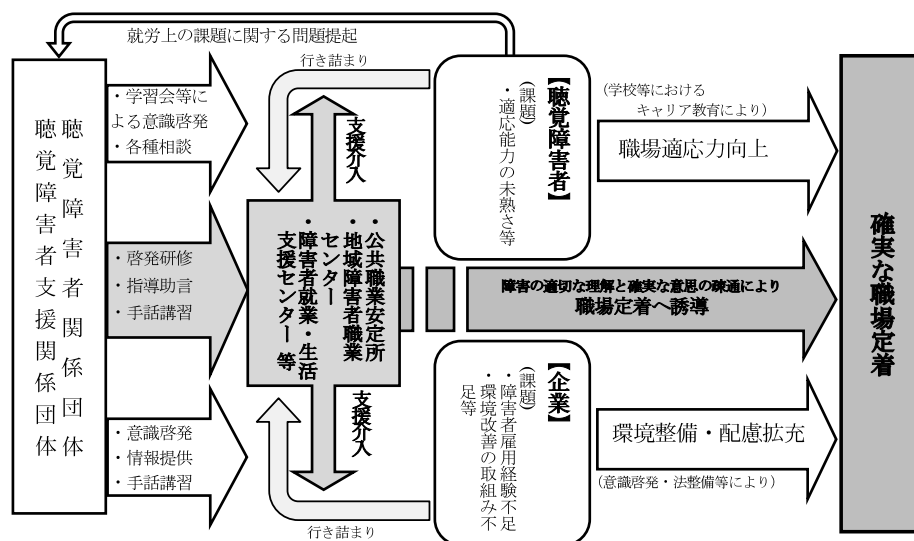 就労上の課題に関する問題提起
聴覚障害者関係団体
聴覚障害者支援関係団体
・学習会等に
よる意識啓発
・各種相談
・啓発研修
・指導助言
・手話講習
・意識啓発
・情報提供
・手話講習
行き詰まり
支援介入
・公共職業安定所
・地域障害者職業
センター
・障害者就業・生活
支援センター 等
支援介入
行き詰まり
【聴覚障害者】
(課題)
・適応能力の未熟さ等
(学校等における
キャリア教育により)
職場適応力向上
障害の適切な理解と確実な意思の疎通により
職場定着へ誘導
【企業】
(課題)
・障害者雇用経験不足
・環境改善の取組み不
足等
環境整備・配慮拡充
(意識啓発・法整備等により)
確実な職場定着